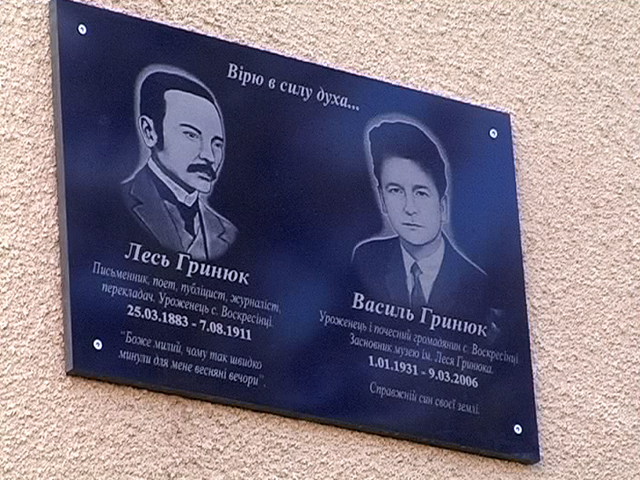 Вірю в силу духа...
Лесь Гринюк
Письменник, поет, публіцист, журналіст,
перекладач. Уроженець с. Воскресінці.
25.03.1883 - 7.08.1911
"Боже милий, чому так швидко
минули для мене весняні вечори".
Василь Гринюк
Уроженець і почесний громадянин с. Воскресінці
Засновник музею ім. Леся Гринюка.
1.01.1931 - 9.03.2006
Справжній син своєї землі.